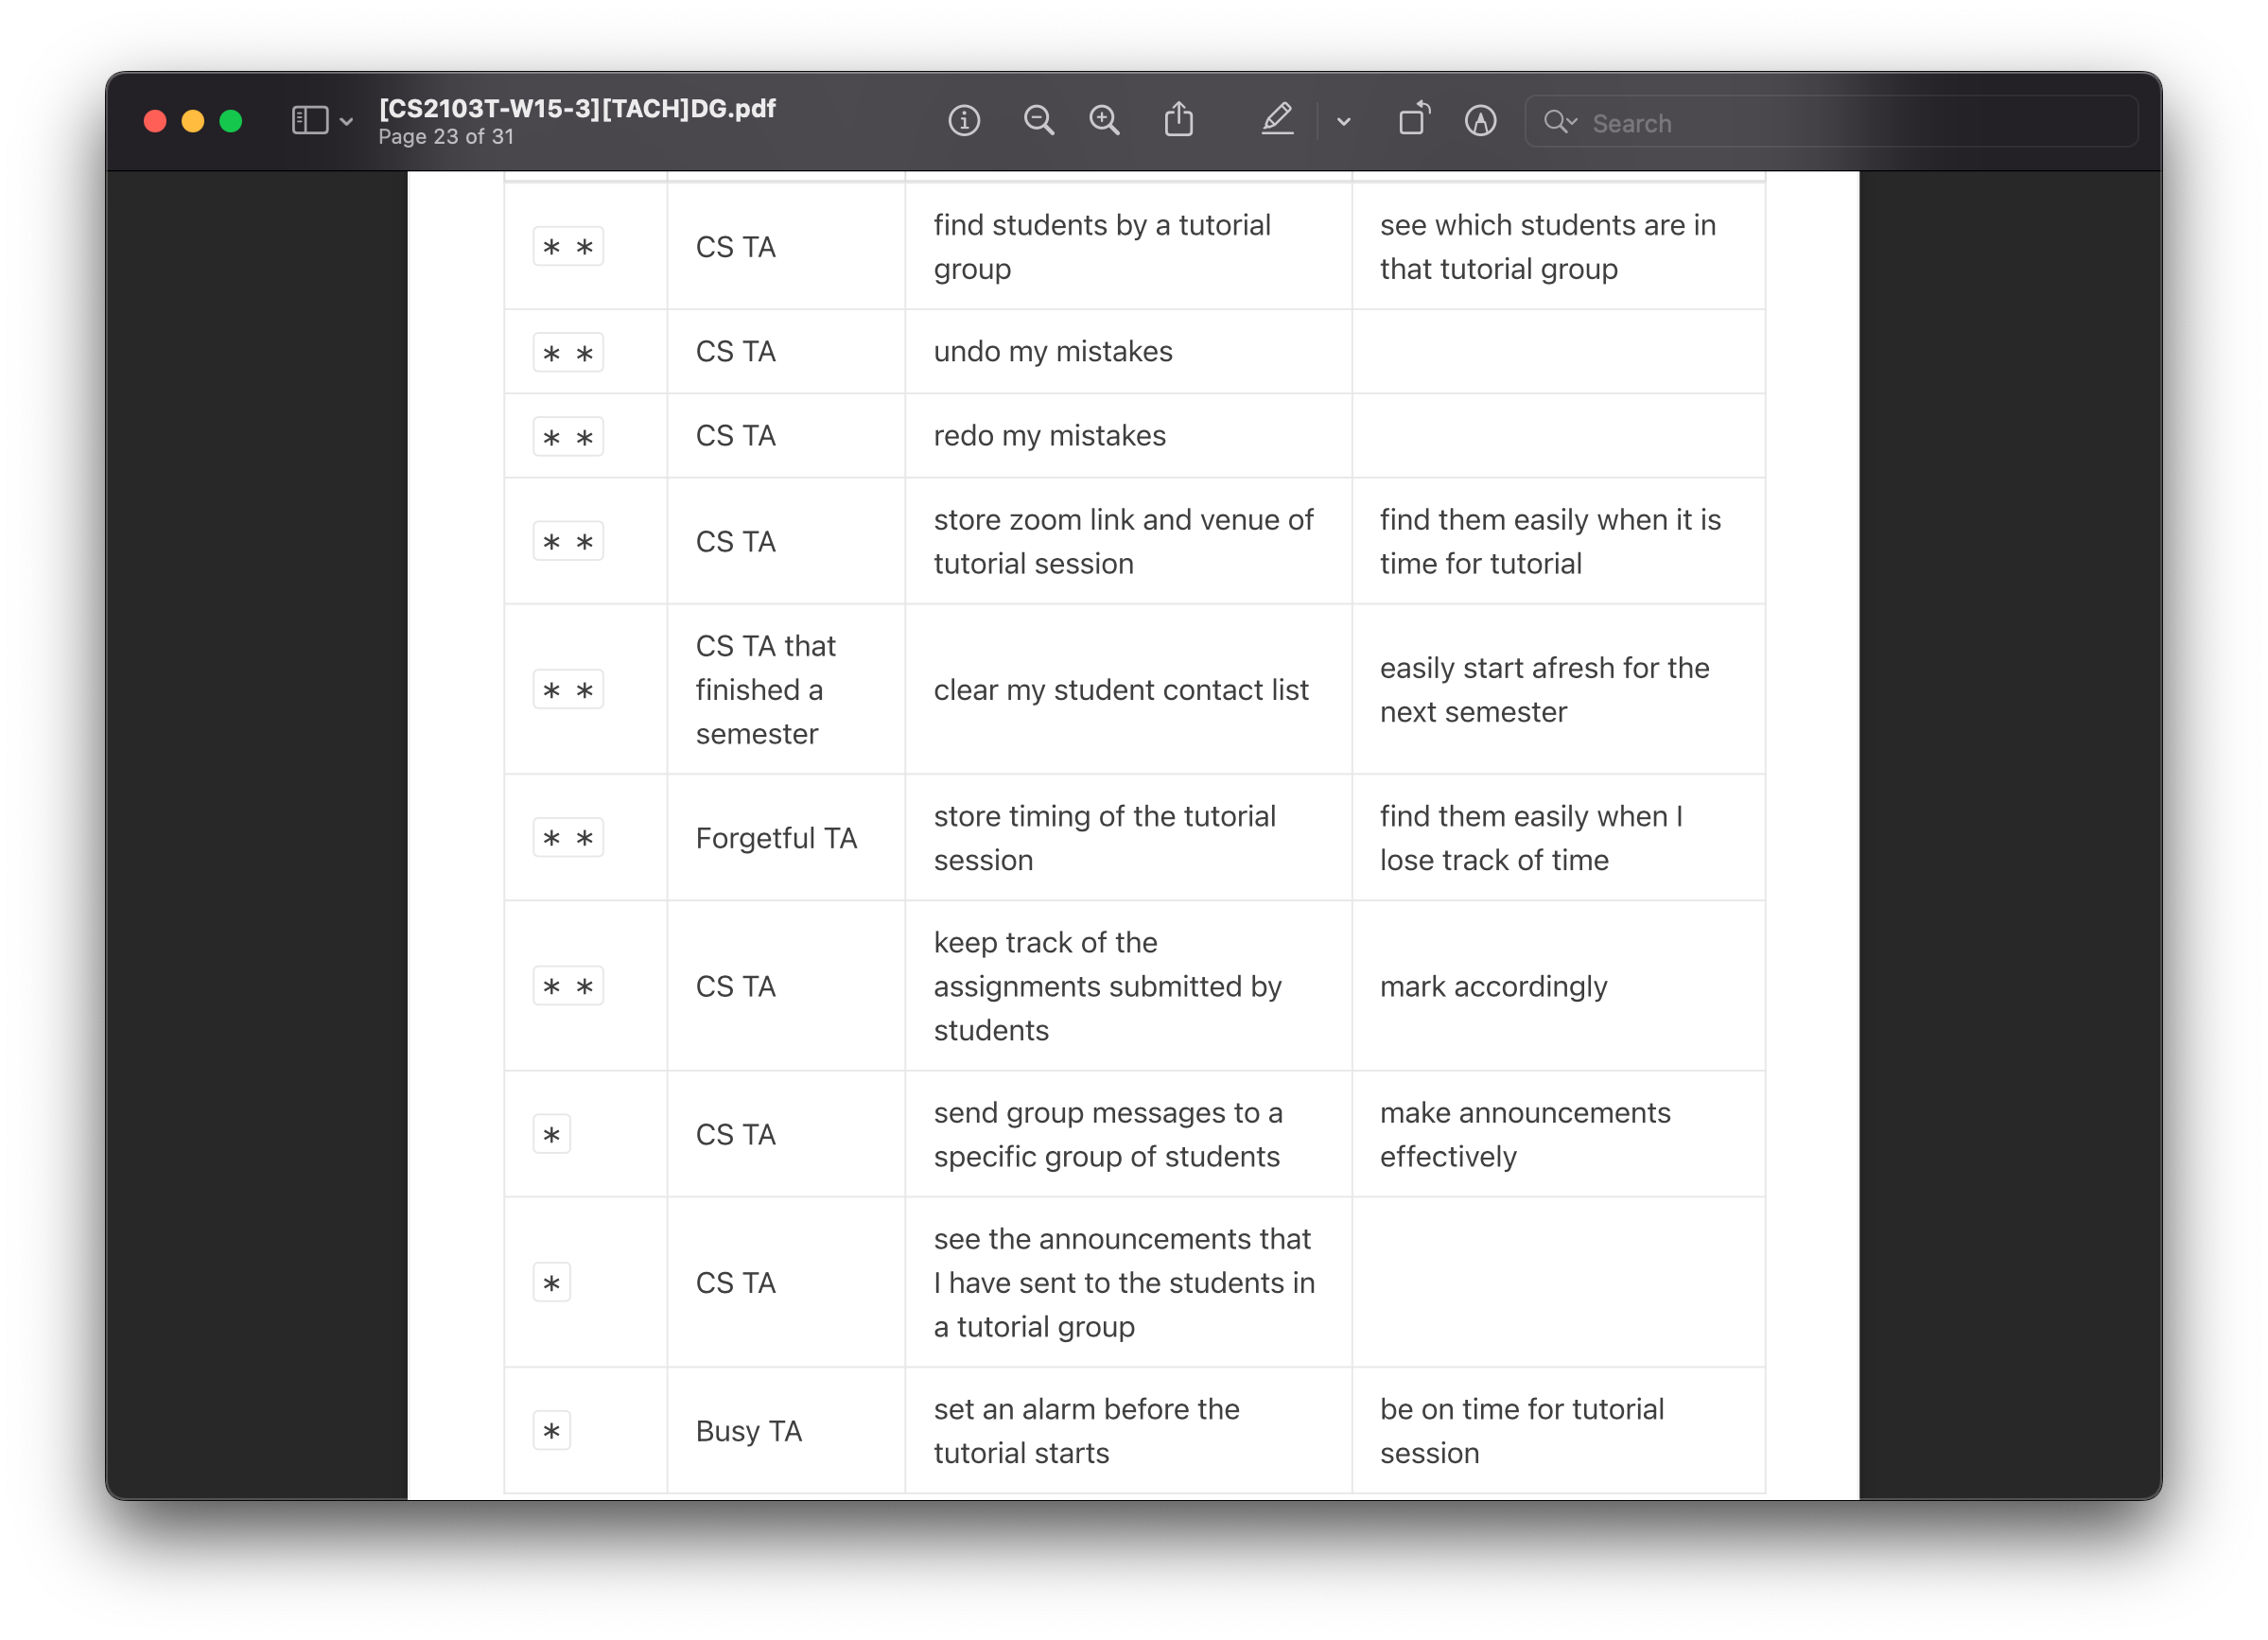 [CS2103T-W15-3][TACH]DG.pdf
Page 23 of 31
Search
* *
CS TA
find students by a tutorial
group
see which students are in
that tutorial group
* *
CS TA
undo my mistakes
* *
CS TA
redo my mistakes
* *
CS TA
store zoom link and venue of
tutorial session
find them easily when it is
time for tutorial
* *
CS TA that
finished a
semester
clear my student contact list
easily start afresh for the
next semester
* *
Forgetful TA
store timing of the tutorial
session
find them easily when I
lose track of time
* *
CS TA
keep track of the
assignments submitted by
students
mark accordingly
*
CS TA
send group messages to a
specific group of students
make announcements
effectively
*
CS TA
see the announcements that
I have sent to the students in
a tutorial group
*
Busy TA
set an alarm before the
tutorial starts
be on time for tutorial
session